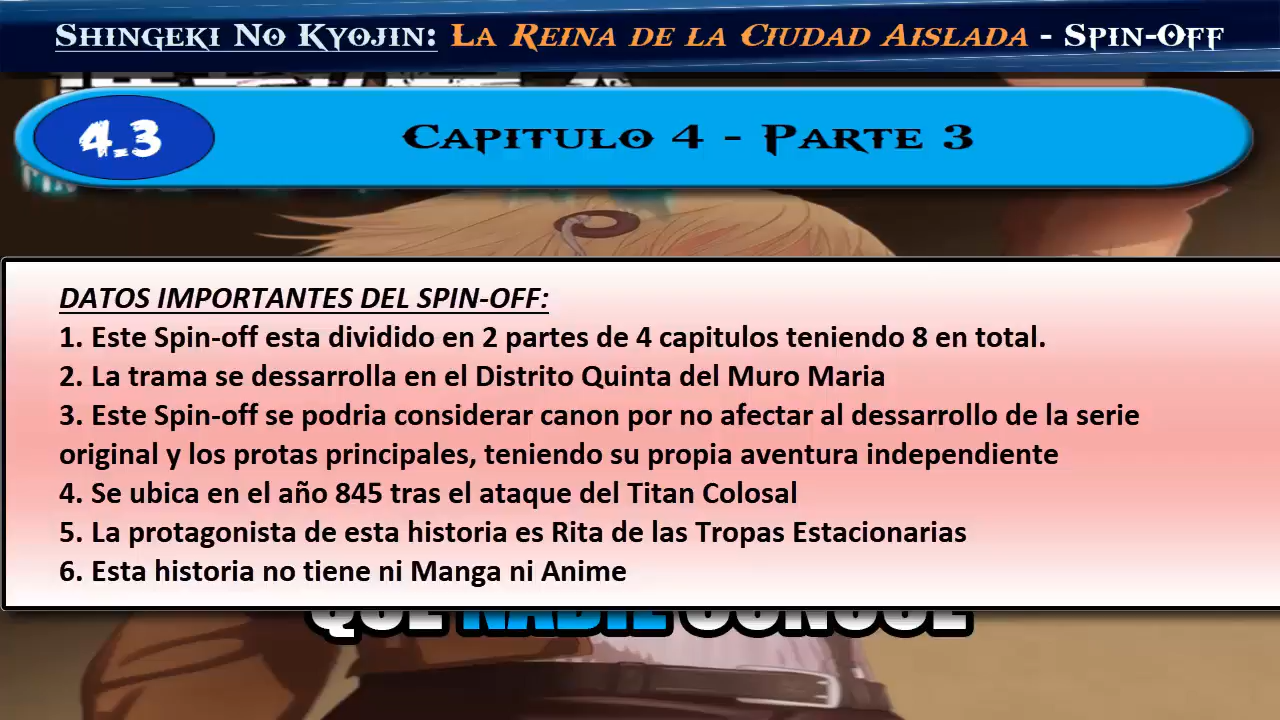 Shingeki No Kyojin: La Reina de la Ciudad Aislada - Spin-Off
4.3
Capitulo 4 - Parte 3
DATOS IMPORTANTES DEL SPIN-OFF:
1. Este Spin-off esta dividido en 2 partes de 4 capitulos teniendo 8 en total.
2. La trama se dessarrolla en el Distrito Quinta del Muro Maria
3. Este Spin-off se podria considerar canon por no afectar al dessarrollo de la serie
original y los protas principales, teniendo su propia aventura independiente
4. Se ubica en el año 845 tras el ataque del Titan Colosal
5. La protagonista de esta historia es Rita de las Tropas Estacionarias
6. Esta historia no tiene ni Manga ni Anime
QUE NADIE CONOCE